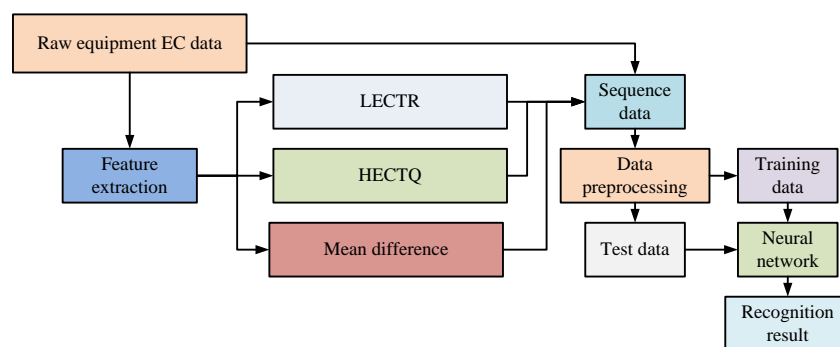 Raw equipment EC data
LECTR
Sequence
data
Feature
extraction
HECTQ
Data
preprocessing
Training
data
Mean difference
Test data
Neural
network
Recognition
result